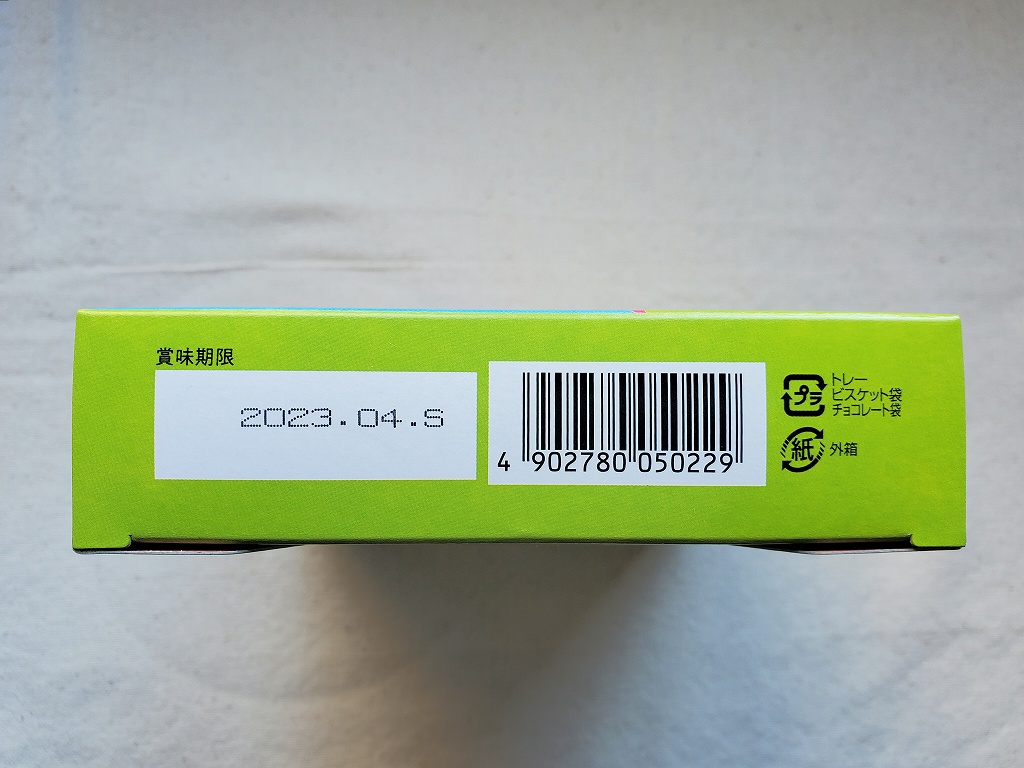 賞味期限
2023.04.S
4 902780 050229
プラ
トレー
ビスケット袋
チョコレート袋
紙
外箱